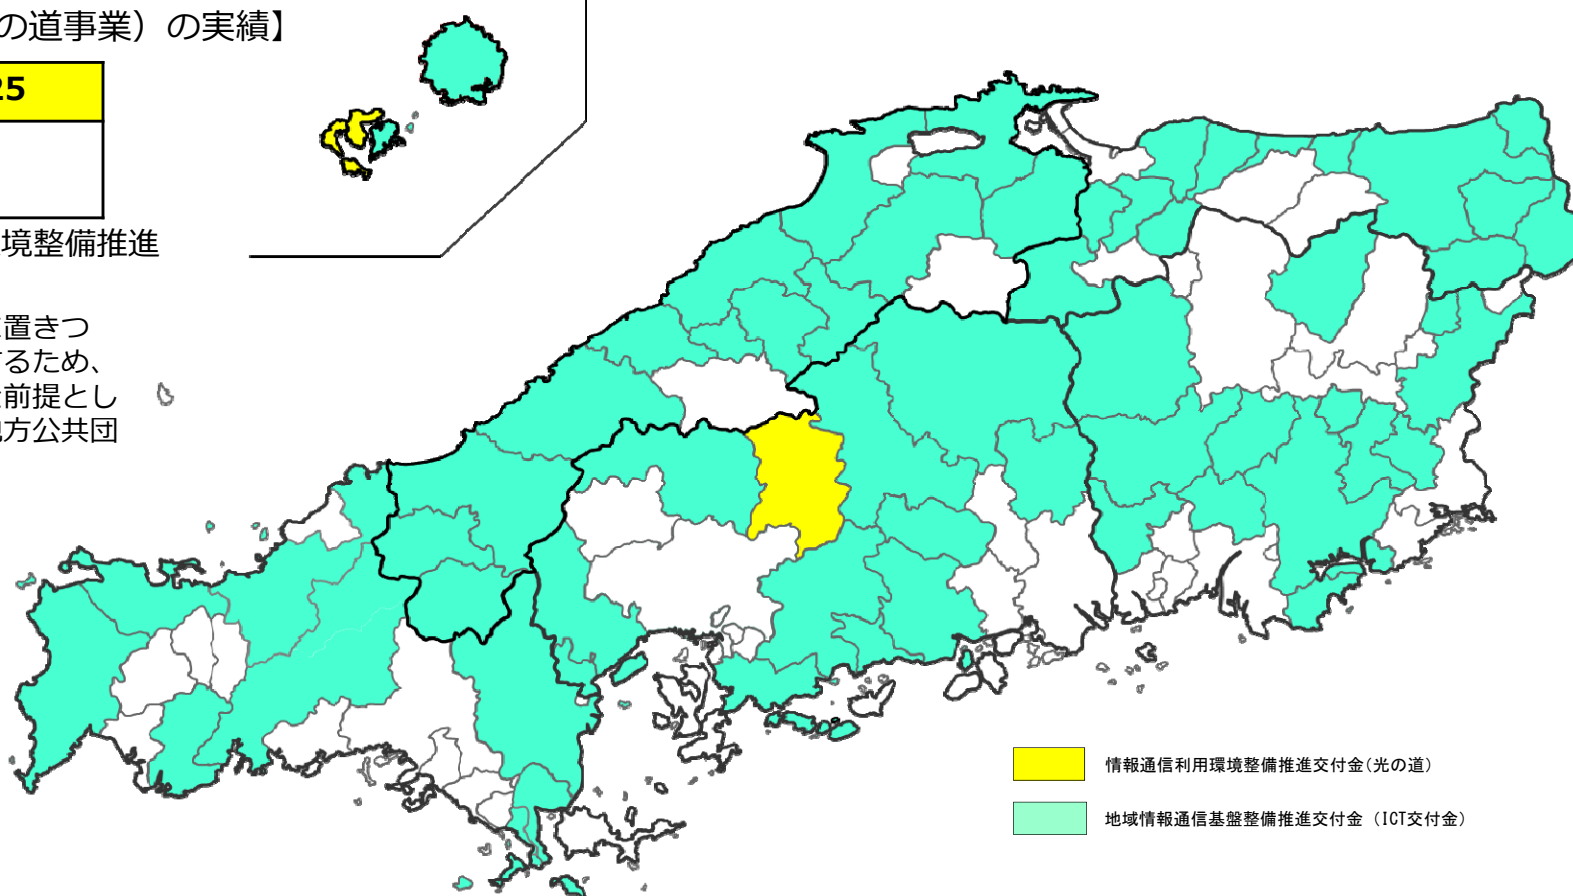 の道事業）の実績】
25
境整備推進
置きつ
するため、
前提とし
方公共団
情報通信利用環境整備推進交付金（光の道）
地域情報通信基盤整備推進交付金（ICT交付金）